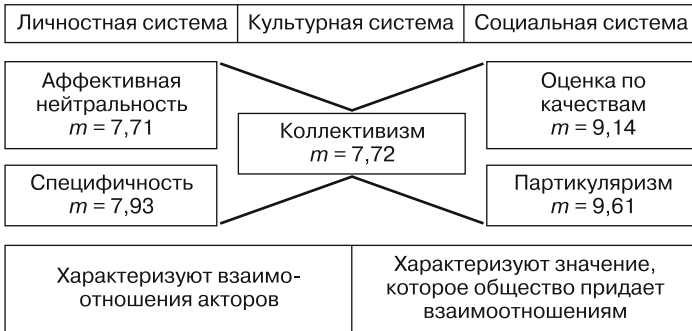 Личностная система
Культурная система
Социальная система
Аффективная
нейтральность
m = 7,71
Оценка по
качествам
m = 9,14
Коллективизм
m = 7,72
Специфичность
m = 7,93
Партикуляризм
m = 9,61
Характеризуют взаимо-
отношения акторов
Характеризуют значение,
которое общество придает
взаимоотношениям